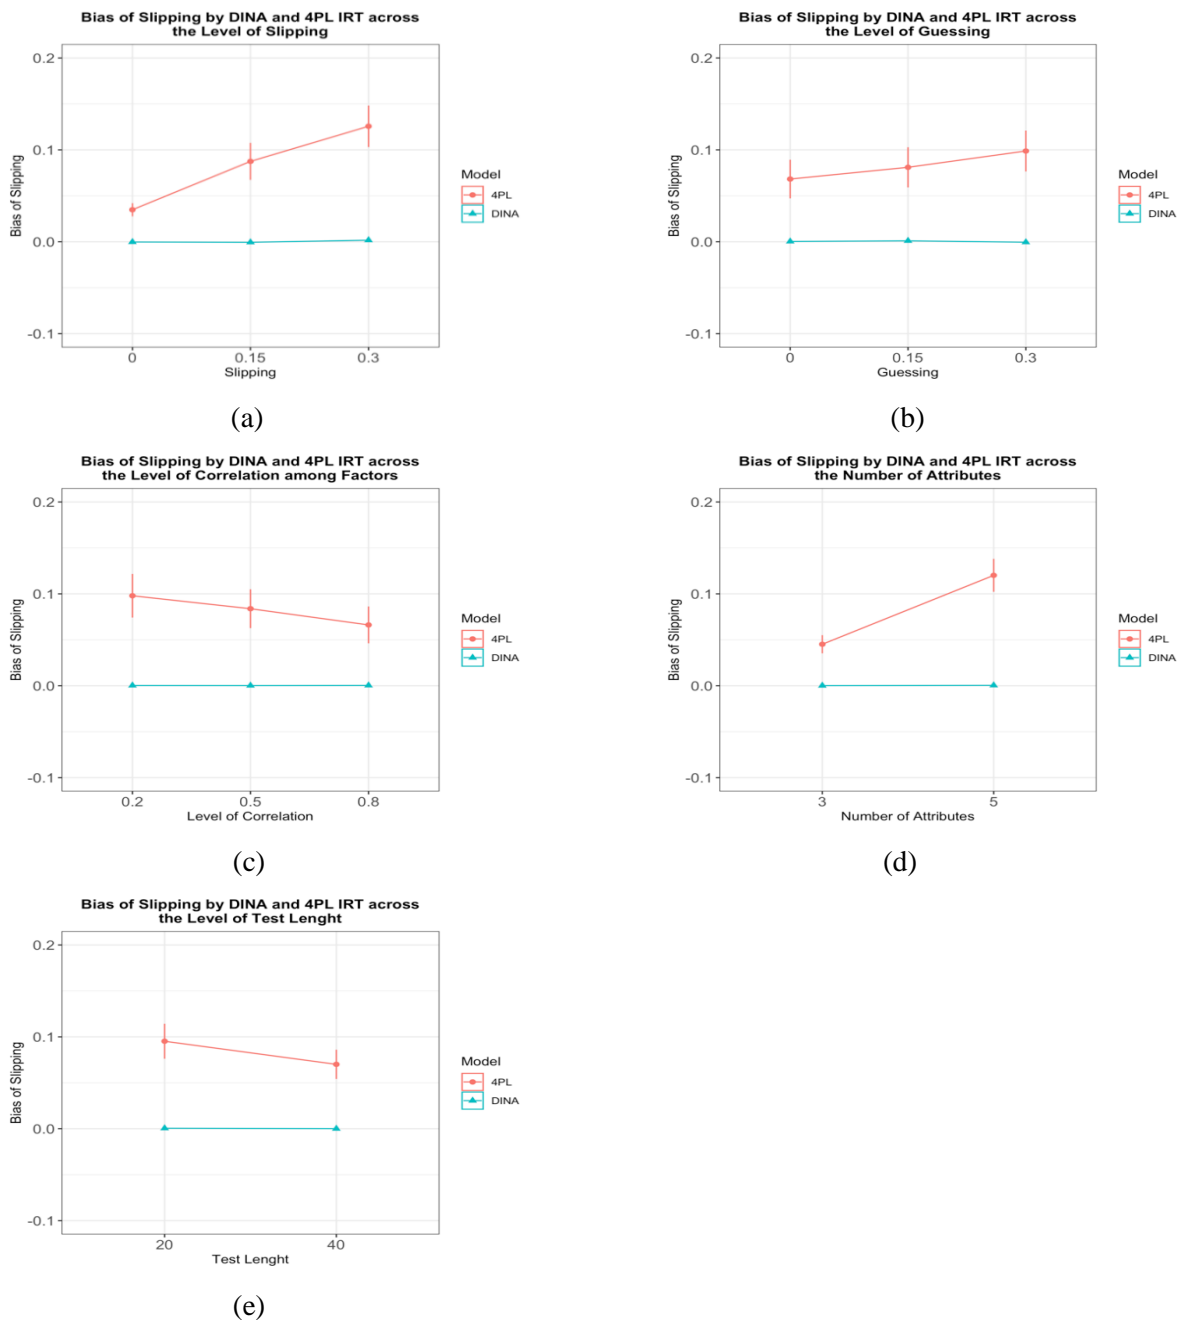 Bias of Slipping by DINA and 4PL IRT across
the Level of Slipping
0.2
0.1
0.0
-0.1
Bias of Slipping
0
0.15
0.3
Slipping
Model
4PL
DINA
(a)
Bias of Slipping by DINA and 4PL IRT across
the Level of Guessing
0.2
0.1
0.0
-0.1
Bias of Slipping
0
0.15
0.3
Guessing
Model
4PL
DINA
(b)
Bias of Slipping by DINA and 4PL IRT across
the Level of Correlation among Factors
0.2
0.1
0.0
-0.1
Bias of Slipping
0.2
0.5
0.8
Level of Correlation
Model
4PL
DINA
(c)
Bias of Slipping by DINA and 4PL IRT across
the Number of Attributes
0.2
0.1
0.0
-0.1
Bias of Slipping
3
5
Number of Attributes
Model
4PL
DINA
(d)
Bias of Slipping by DINA and 4PL IRT across
the Level of Test Lenght
0.2
0.1
0.0
-0.1
Bias of Slipping
20
40
Test Lenght
Model
4PL
DINA
(e)